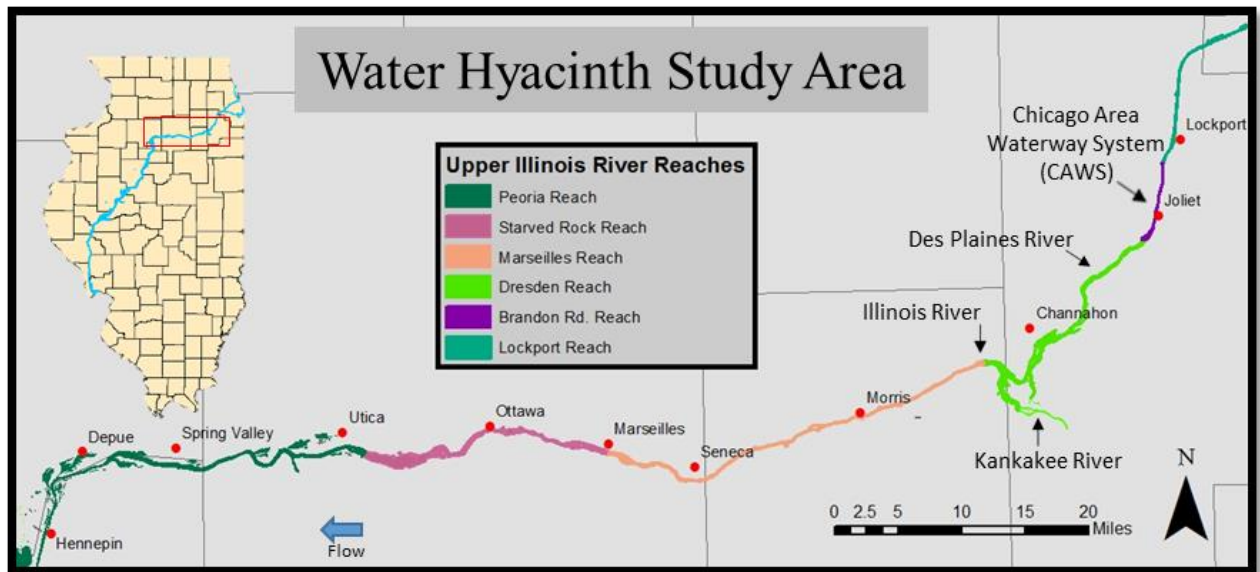 Water Hyacinth Study Area
Upper Illinois River Reaches
Peoria Reach
Starved Rock Reach
Marseilles Reach
Dresden Reach
Brandon Rd. Reach
Lockport Reach
Chicago Area
Waterway System
(CAWS)
Lockport
Joliet
Des Plaines River
Illinois River
Channahon
Morris
Kankakee River
Utica
Ottawa
Marseilles
Seneca
Depue
Spring Valley
Hennepin
Flow
N
0 2.5 5 10 15 20
Miles